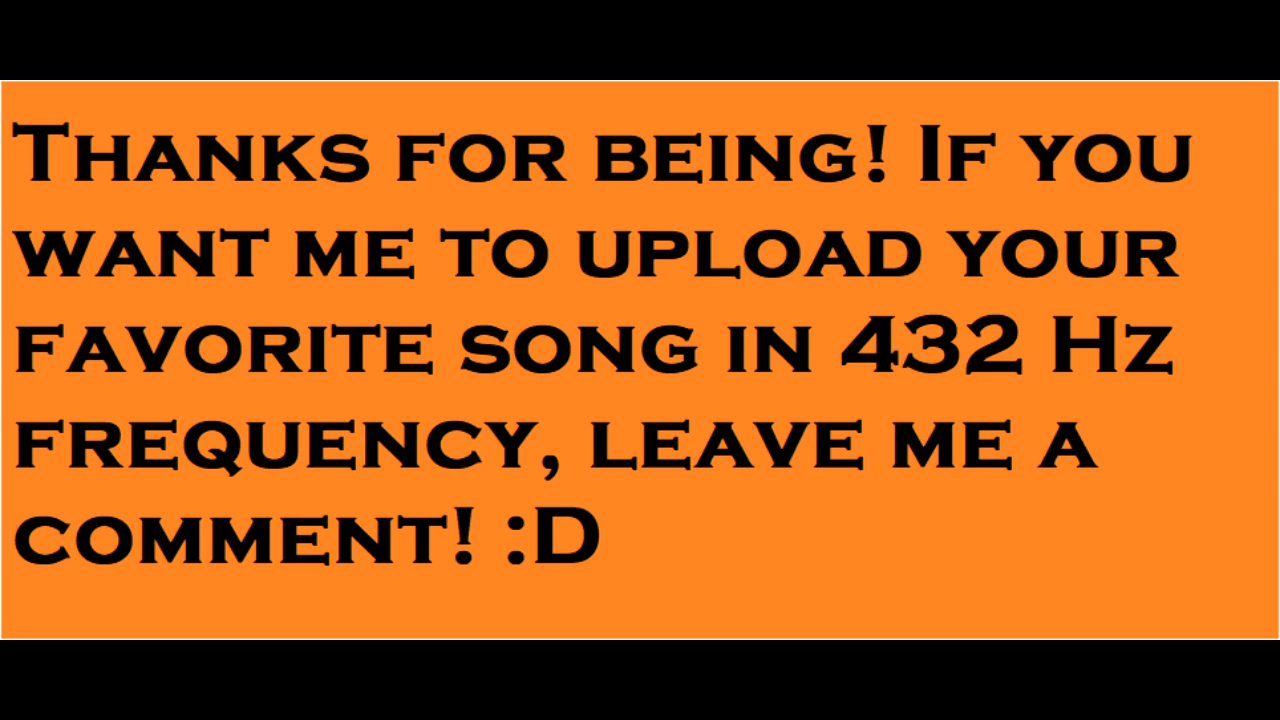 Thanks for being! If you
want me to upload your
favorite song in 432 Hz
frequency, leave me a
comment! :D